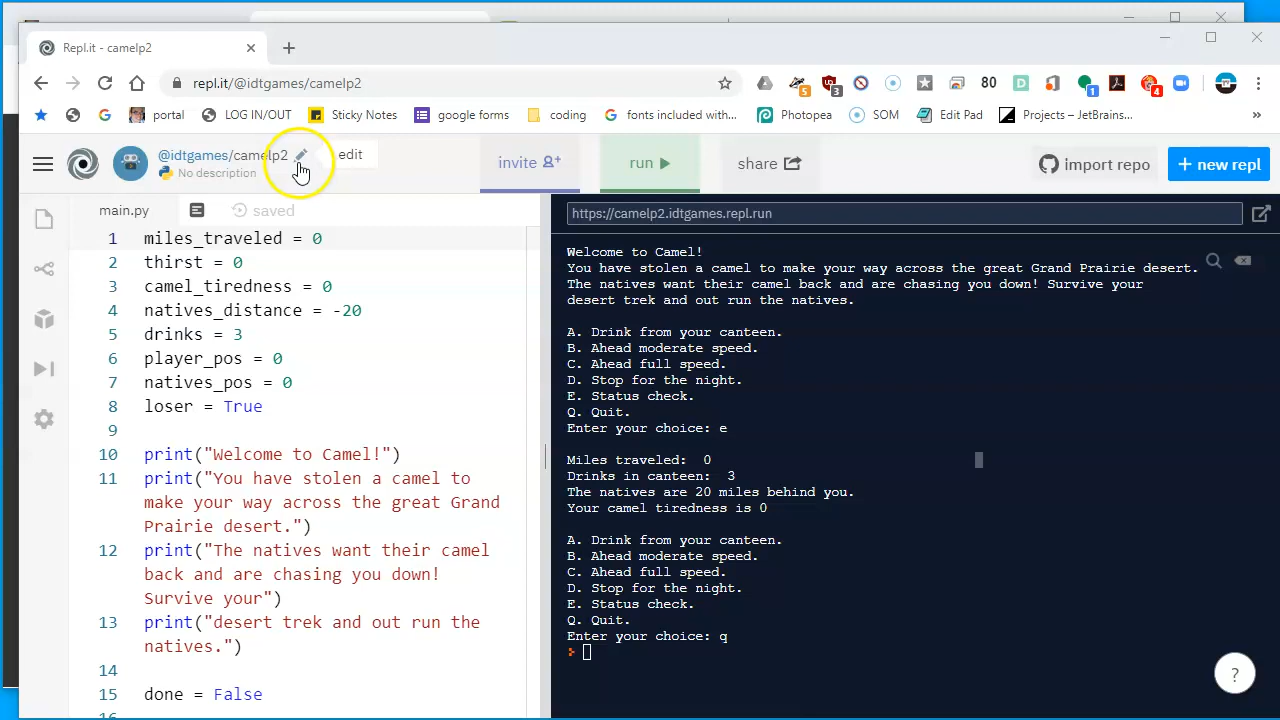 Repl.it - camelp2
repl.it/@idtgames/camelp2
5
3
80
1
4
portal
LOG IN/OUT
Sticky Notes
google forms
coding
fonts included with...
Photopea
SOM
Edit Pad
Projects – JetBrains...
@idtgames/camelp2
edit
No description
invite
run
share
import repo
+ new repl
main.py
saved
https://camelp2.idtgames.repl.run
1 miles_traveled = 0
2 thirst = 0
3 camel_tiredness = 0
4 natives_distance = -20
5 drinks = 3
6 player_pos = 0
7 natives_pos = 0
8 loser = True
9
10 print("Welcome to Camel!")
11 print("You have stolen a camel to
make your way across the great Grand
Prairie desert.")
12 print("The natives want their camel
back and are chasing you down!
Survive your")
13 print("desert trek and out run the
natives.")
14
15 done = False
Welcome to Camel!
You have stolen a camel to make your way across the great Grand Prairie desert.
The natives want their camel back and are chasing you down! Survive your
desert trek and out run the natives.
A. Drink from your canteen.
B. Ahead moderate speed.
C. Ahead full speed.
D. Stop for the night.
E. Status check.
Q. Quit.
Enter your choice: e
Miles traveled:  0
Drinks in canteen:  3
The natives are 20 miles behind you.
Your camel tiredness is 0
A. Drink from your canteen.
B. Ahead moderate speed.
C. Ahead full speed.
D. Stop for the night.
E. Status check.
Q. Quit.
Enter your choice: q
?